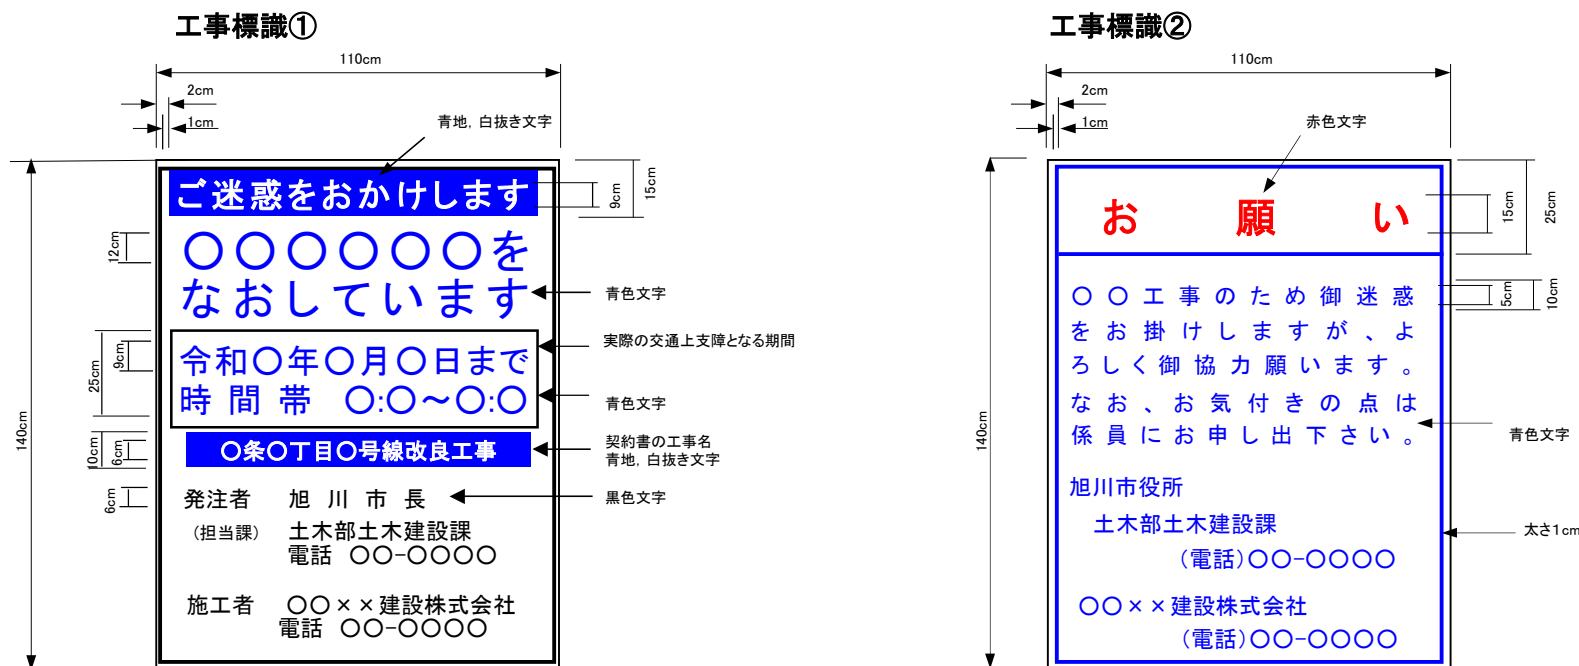 工事標識①
110cm
2cm
1cm
青地，白抜き文字
140cm
ご迷惑をおかけします
9cm
15cm
〇〇〇〇〇〇を
なおしています
12cm
青色文字
実際の交通上支障となる期間
令和〇年〇月〇日まで
時間帯 〇:〇～〇:〇
9cm
25cm
青色文字
〇条〇丁目〇号線改良工事
10cm
6cm
契約書の工事名
青地，白抜き文字
発注者 旭川市長
6cm
黒色文字
（担当課） 土木部土木建設課
電話 〇〇-〇〇〇〇
施工者 〇〇××建設株式会社
電話 〇〇-〇〇〇〇
工事標識②
110cm
2cm
1cm
赤色文字
140cm
お願い
15cm
25cm
〇〇工事のため御迷惑
をお掛けしますが、よ
ろしく御協力願います。
なお、お気付きの点は
係員にお申し出下さい。
5cm
10cm
青色文字
旭川市役所
土木部土木建設課
（電話）〇〇-〇〇〇〇
太さ1cm
〇〇××建設株式会社
（電話）〇〇-〇〇〇〇